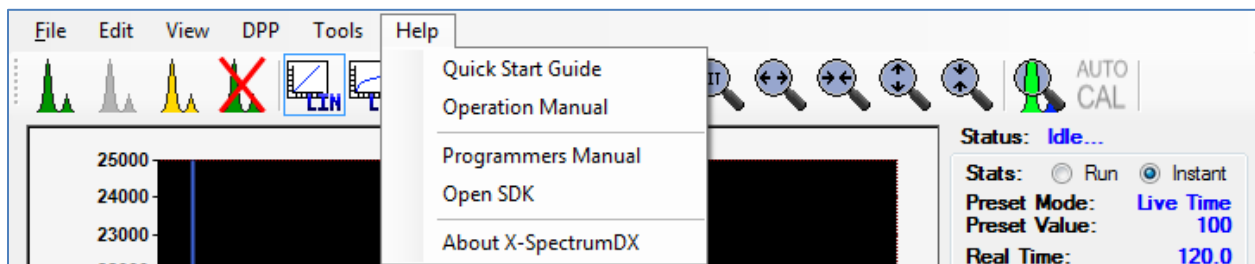 File Edit View DPP Tools Help
LIN
AUTO
CAL
Quick Start Guide
Operation Manual
Programmers Manual
Open SDK
About X-SpectrumDX
25000
24000
23000
Status: Idle...
Stats: Run Instant
Preset Mode: Live Time
Preset Value: 100
Real Time: 120.0